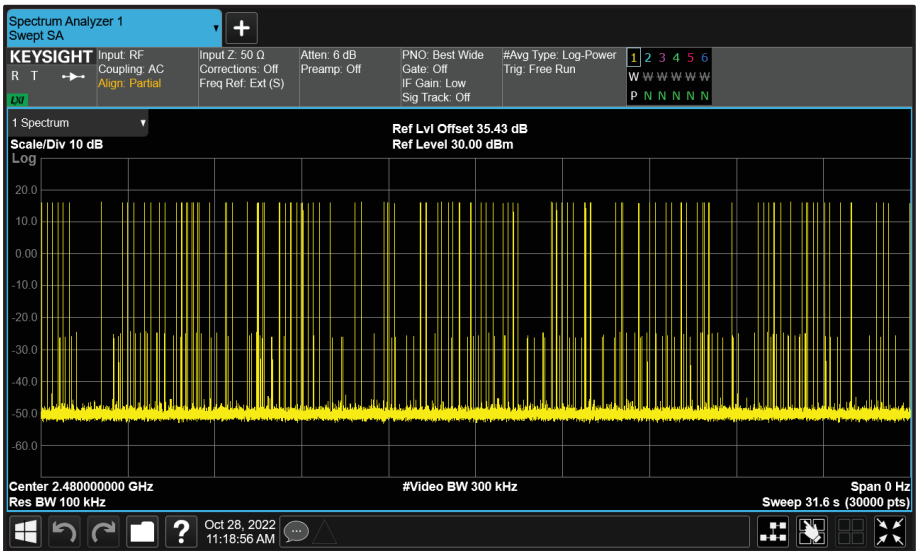 Spectrum Analyzer 1
Swept SA
+
KEYSIGHT Input: RF Input Z: 50 Ω Atten: 6 dB PNO: Best Wide #Avg Type: Log-Power 1 2 3 4 5 6
R T Coupling: AC Corrections: Off Preamp: Off Gate: Off Trig: Free Run W W W W W W
Align: Partial Freq Ref: Ext (S) IF Gain: Low P N N N N N
LXI Sig Track: Off
1 Spectrum
Ref Lvl Offset 35.43 dB
Scale/Div 10 dB Ref Level 30.00 dBm
Log
20.0
10.0
0.00
-10.0
-20.0
-30.0
-40.0
-50.0
-60.0
Center 2.480000000 GHz #Video BW 300 kHz Span 0 Hz
Res BW 100 kHz Sweep 31.6 s (30000 pts)
? Oct 28, 2022
11:18:56 AM